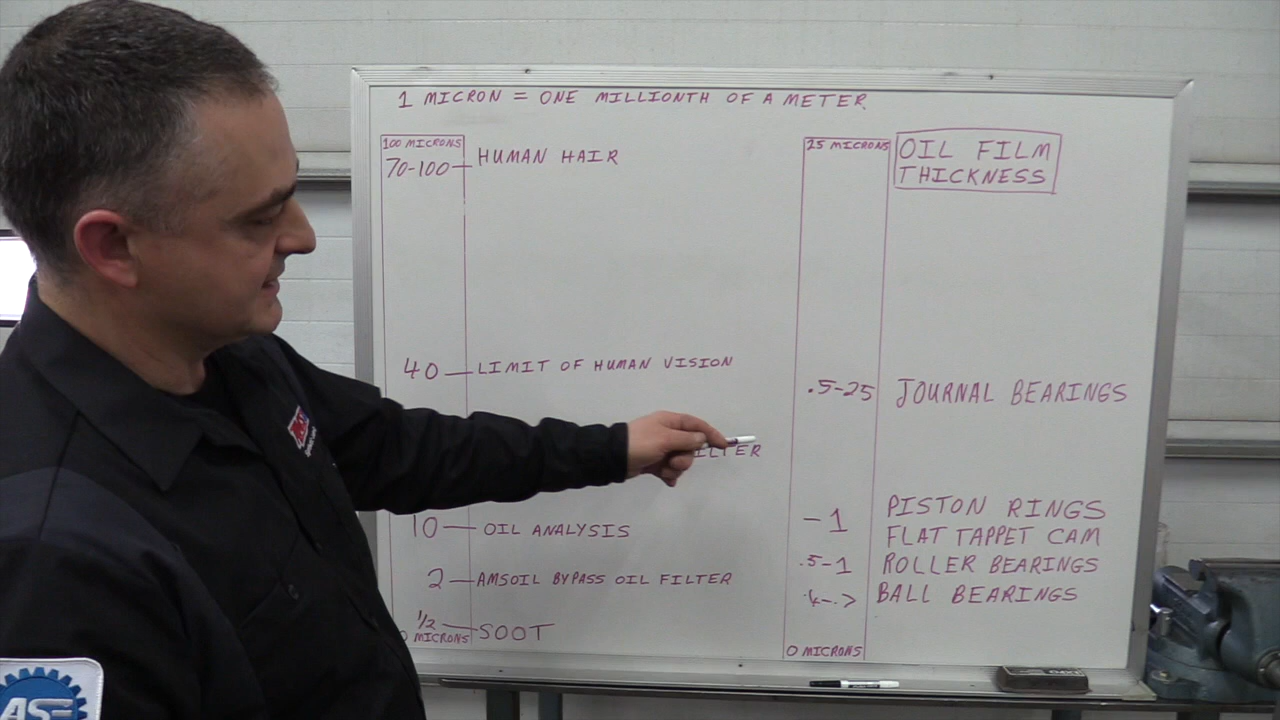 1 MICRON = ONE MILLIONTH OF A METER
100 MICRONS
70-100 HUMAN HAIR
40 LIMIT OF HUMAN VISION
10 OIL ANALYSIS
2 AMSOIL BYPASS OIL FILTER
1/2 SOOT
MICRONS
25 MICRONS
OIL FILM
THICKNESS
.5-25 JOURNAL BEARINGS
-1 PISTON RINGS
FLAT TAPPET CAM
.5-1 ROLLER BEARINGS
BALL BEARINGS
0 MICRONS